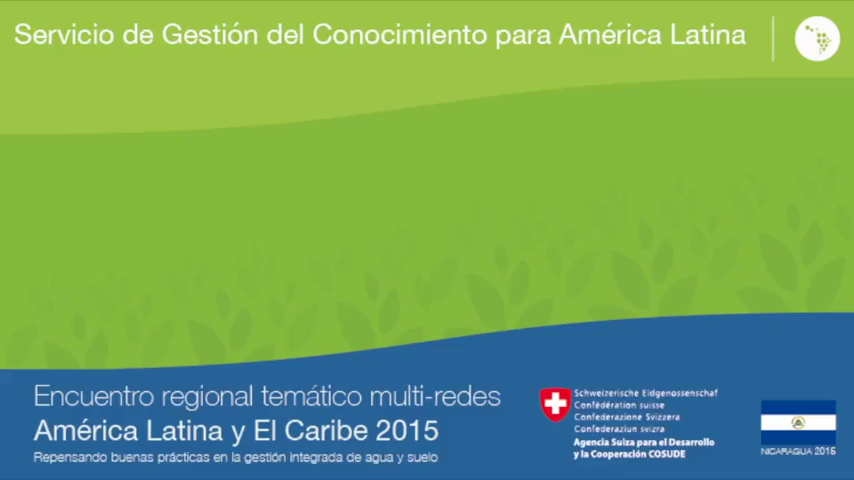 Servicio de Gestión del Conocimiento para América Latina
Encuentro regional temático multi-redes
América Latina y El Caribe 2015
Repensando buenas prácticas en la gestión integrada de agua y suelo
Schweizerische Eidgenossenschaf
Confédération suisse
Confederazione Svizzera
Confederaziun svizra
Agencia Suiza para el Desarrollo
y la Cooperación COSUDE
NICARAGUA 2015